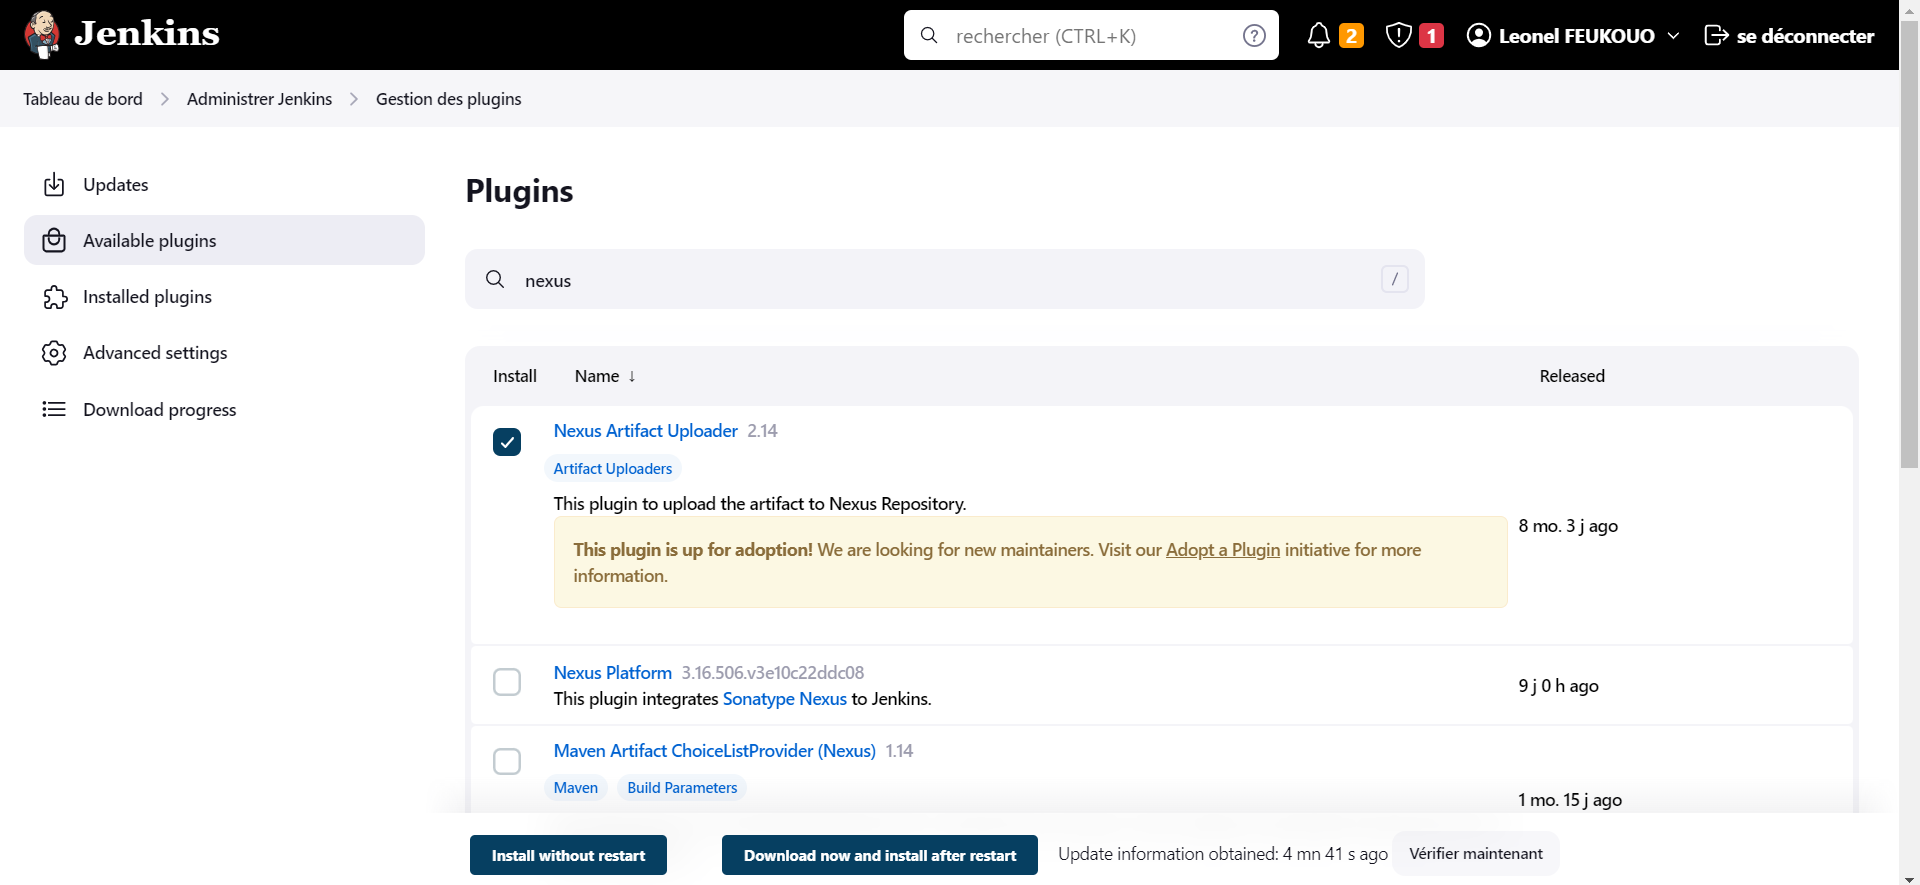 Jenkins
rechercher (CTRL+K)
?
2
1
Leonel FEUKOUO
se déconnecter
Tableau de bord
Administrer Jenkins
Gestion des plugins
Updates
Available plugins
Installed plugins
Advanced settings
Download progress
Plugins
nexus
/
Install
Name ↓
Released
Nexus Artifact Uploader 2.14
Artifact Uploaders
This plugin to upload the artifact to Nexus Repository.
This plugin is up for adoption! We are looking for new maintainers. Visit our Adopt a Plugin initiative for more
information.
8 mo. 3 j ago
Nexus Platform 3.16.506.v3e10c22ddc08
This plugin integrates Sonatype Nexus to Jenkins.
9 j 0 h ago
Maven Artifact ChoiceListProvider (Nexus) 1.14
Maven
Build Parameters
1 mo. 15 j ago
Install without restart
Download now and install after restart
Update information obtained: 4 mn 41 s ago
Vérifier maintenant